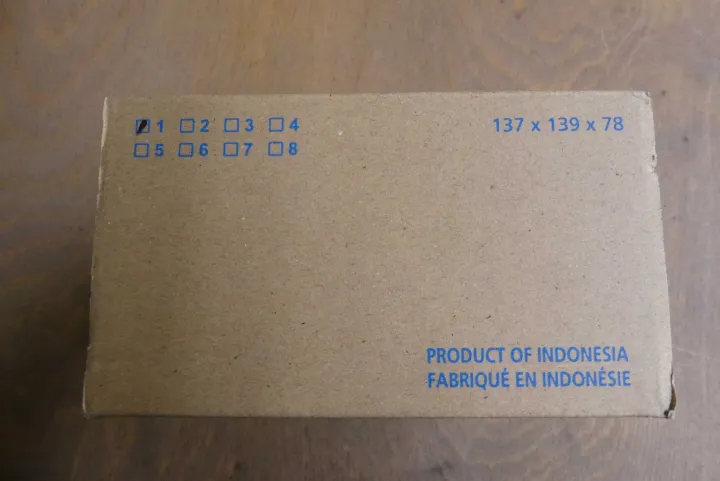 1 2 3 4
5 6 7 8
137 x 139 x 78
PRODUCT OF INDONESIA
FABRIQUÉ EN INDONÉSIE